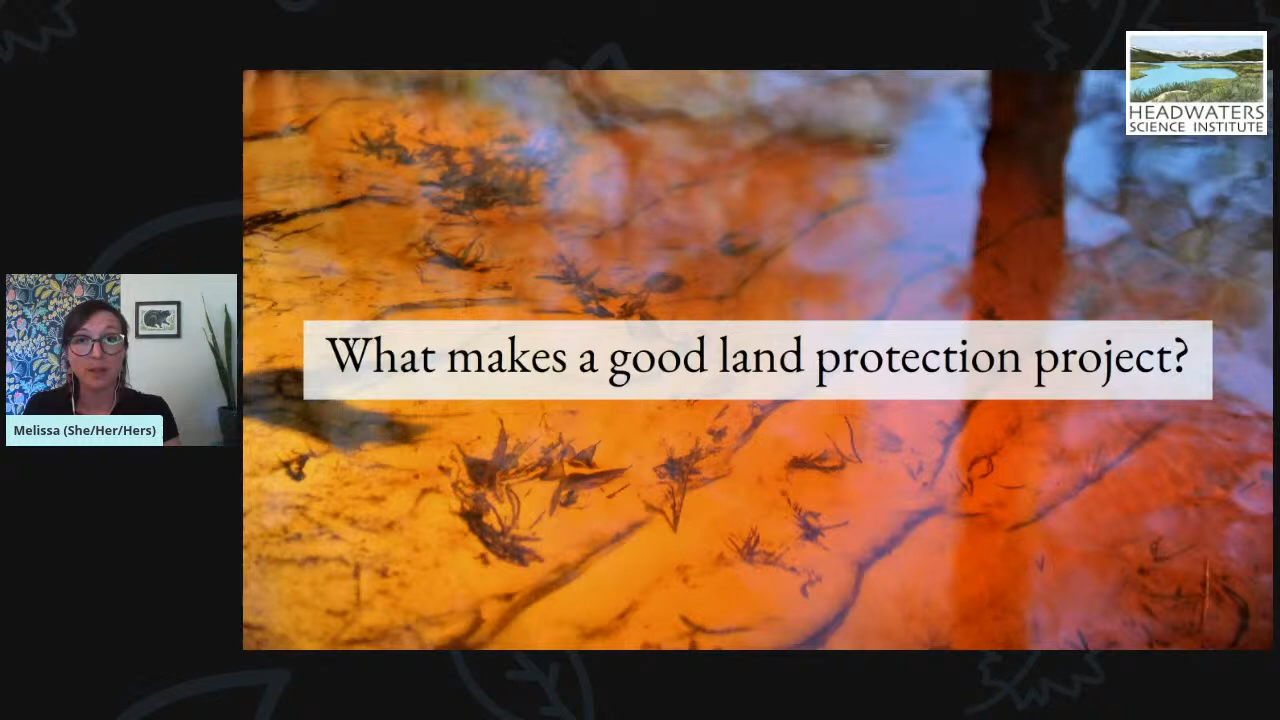 HEADWATERS
SCIENCE INSTITUTE
What makes a good land protection project?
Melissa (She/Her/Hers)